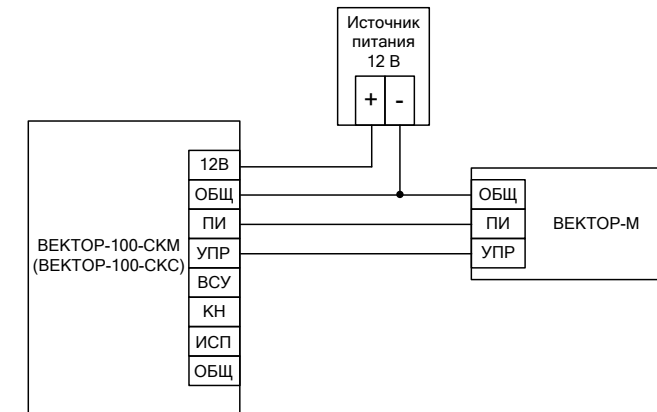 Источник
питания
12 В
+ -
12В
ОБЩ
ПИ
УПР
ВСУ
КН
ИСП
ОБЩ
ВЕКТОР-100-СКМ
(ВЕКТОР-100-СКС)
ОБЩ
ПИ
УПР
ВЕКТОР-М